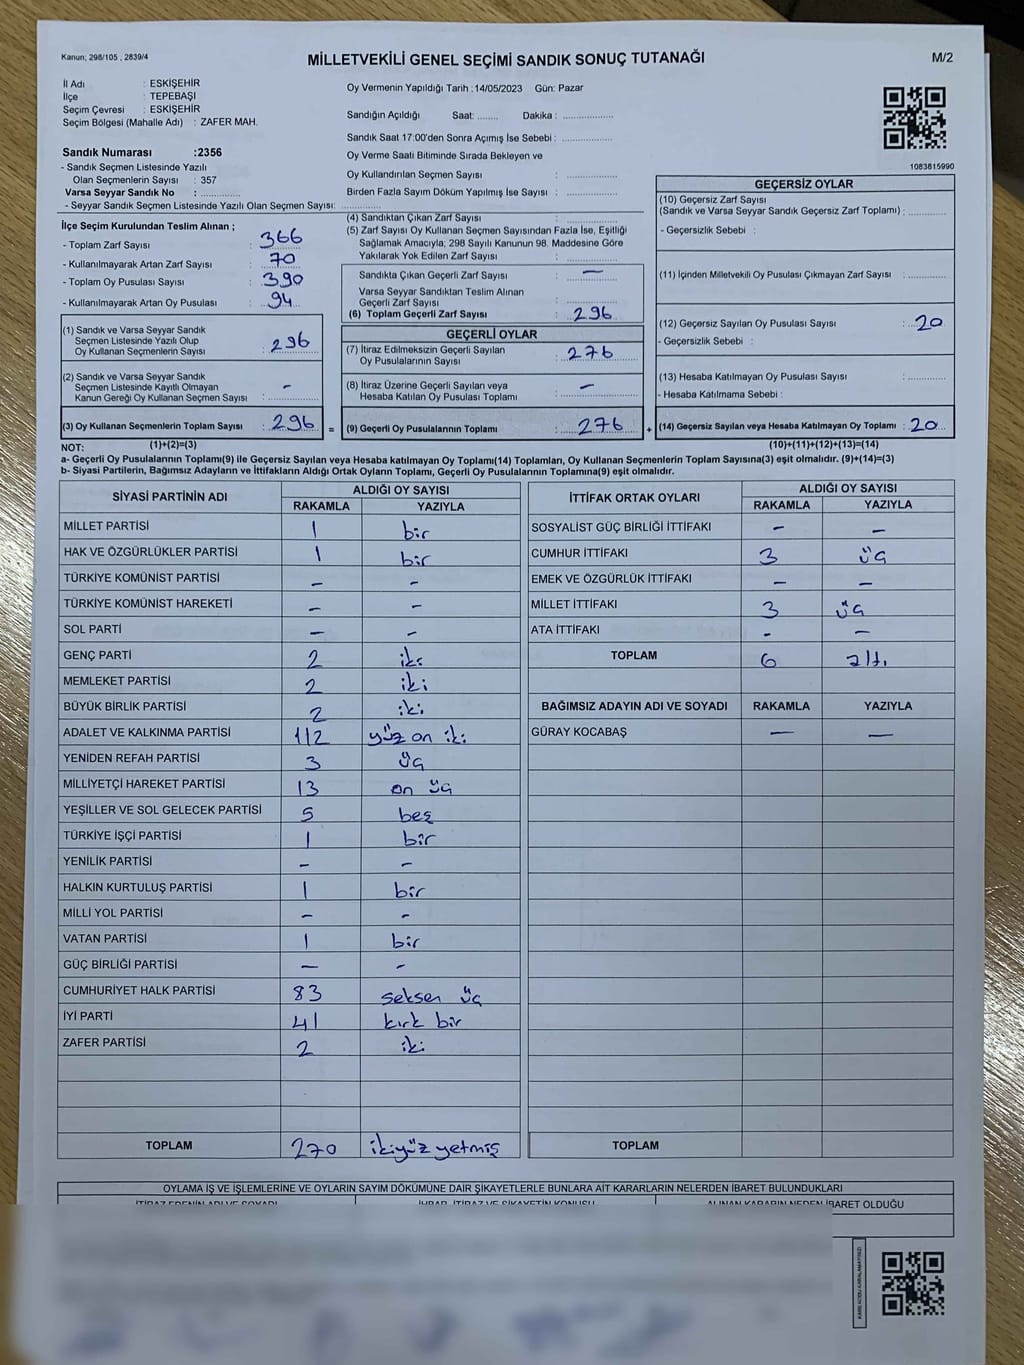 Kanun; 298/105 , 2839/4
MİLLETVEKİLİ GENEL SEÇİMİ SANDIK SONUÇ TUTANAĞI
M/2
İl Adı : ESKİŞEHİR
İlçe : TEPEBAŞI
Seçim Çevresi : ESKİŞEHİR
Seçim Bölgesi (Mahalle Adı) : ZAFER MAH.
Sandık Numarası :2356
- Sandık Seçmen Listesinde Yazılı
Olan Seçmenlerin Sayısı : 357
Varsa Seyyar Sandık No : ............
- Seyyar Sandık Seçmen Listesinde Yazılı Olan Seçmen Sayısı: ............
Oy Vermenin Yapıldığı Tarih :14/05/2023 Gün: Pazar
Sandığın Açıldığı Saat: ........ Dakika : ................
Sandık Saat 17:00'den Sonra Açımış İse Sebebi : ................
Oy Verme Saati Bitiminde Sırada Bekleyen ve
Oy Kullandırılan Seçmen Sayısı : ................
Birden Fazla Sayım Döküm Yapılmış İse Sayısı : ................
1083815990
İlçe Seçim Kurulundan Teslim Alınan ;
- Toplam Zarf Sayısı : 366
- Kullanılmayarak Artan Zarf Sayısı : 70
- Toplam Oy Pusulası Sayısı : 390
- Kullanılmayarak Artan Oy Pusulası : 94
(1) Sandık ve Varsa Seyyar Sandık
Seçmen Listesinde Yazılı Olup
Oy Kullanan Seçmenlerin Sayısı : 296
(2) Sandık ve Varsa Seyyar Sandık
Seçmen Listesinde Kayıtlı Olmayan
Kanun Gereği Oy Kullanan Seçmen Sayısı : -
(3) Oy Kullanan Seçmenlerin Toplam Sayısı : 296
=
(4) Sandıktan Çıkan Zarf Sayısı : ................
(5) Zarf Sayısı Oy Kullanan Seçmen Sayısından Fazla İse, Eşitliği
Sağlamak Amacıyla; 298 Sayılı Kanunun 98. Maddesine Göre
Yakılarak Yok Edilen Zarf Sayısı : ................
Sandıkta Çıkan Geçerli Zarf Sayısı : —
Varsa Seyyar Sandıktan Teslim Alınan
Geçerli Zarf Sayısı : ................
(6) Toplam Geçerli Zarf Sayısı : 296
GEÇERLİ OYLAR
(7) İtiraz Edilmeksizin Geçerli Sayılan
Oy Pusulalarının Sayısı : 276
(8) İtiraz Üzerine Geçerli Sayılan veya
Hesaba Katılan Oy Pusulası Toplamı : —
(9) Geçerli Oy Pusulalarının Toplamı : 276
+
GEÇERSİZ OYLAR
(10) Geçersiz Zarf Sayısı
(Sandık ve Varsa Seyyar Sandık Geçersiz Zarf Toplamı) : ............
- Geçersizlik Sebebi :
(11) İçinden Milletvekili Oy Pusulası Çıkmayan Zarf Sayısı : ............
(12) Geçersiz Sayılan Oy Pusulası Sayısı : 20
- Geçersizlik Sebebi :
(13) Hesaba Katılmayan Oy Pusulası Sayısı : ............
- Hesaba Katılmama Sebebi :
(14) Geçersiz Sayılan veya Hesaba Katılmayan Oy Toplamı : 20
NOT: (1)+(2)=(3) (10)+(11)+(12)+(13)=(14)
a- Geçerli Oy Pusulalarının Toplamı(9) ile Geçersiz Sayılan veya Hesaba katılmayan Oy Toplamı(14) Toplamları, Oy Kullanan Seçmenlerin Toplam Sayısına(3) eşit olmalıdır. (9)+(14)=(3)
b- Siyasi Partilerin, Bağımsız Adayların ve İttifakların Aldığı Ortak Oyların Toplamı, Geçerli Oy Pusulalarının Toplamına(9) eşit olmalıdır.
SİYASİ PARTİNİN ADI ALDIĞI OY SAYISI
RAKAMLA YAZIYLA
MİLLET PARTİSİ 1 bir
HAK VE ÖZGÜRLÜKLER PARTİSİ 1 bir
TÜRKİYE KOMÜNİST PARTİSİ - -
TÜRKİYE KOMÜNİST HAREKETİ - -
SOL PARTİ - -
GENÇ PARTİ 2 iki
MEMLEKET PARTİSİ 2 iki
BÜYÜK BİRLİK PARTİSİ 2 iki
ADALET VE KALKINMA PARTİSİ 112 yüz on iki
YENİDEN REFAH PARTİSİ 3 üç
MİLLİYETÇİ HAREKET PARTİSİ 13 on üç
YEŞİLLER VE SOL GELECEK PARTİSİ 5 beş
TÜRKİYE İŞÇİ PARTİSİ 1 bir
YENİLİK PARTİSİ - -
HALKIN KURTULUŞ PARTİSİ 1 bir
MİLLİ YOL PARTİSİ - -
VATAN PARTİSİ 1 bir
GÜÇ BİRLİĞİ PARTİSİ - -
CUMHURİYET HALK PARTİSİ 83 seksen üç
İYİ PARTİ 41 kırk bir
ZAFER PARTİSİ 2 iki
TOPLAM 270 ikiyüz yetmiş
İTTİFAK ORTAK OYLARI ALDIĞI OY SAYISI
RAKAMLA YAZIYLA
SOSYALİST GÜÇ BİRLİĞİ İTTİFAKI - -
CUMHUR İTTİFAKI 3 üç
EMEK VE ÖZGÜRLÜK İTTİFAKI - -
MİLLET İTTİFAKI 3 üç
ATA İTTİFAKI - -
TOPLAM 6 altı
BAĞIMSIZ ADAYIN ADI VE SOYADI RAKAMLA YAZIYLA
GÜRAY KOCABAŞ — —
TOPLAM
OYLAMA İŞ VE İŞLEMLERİNE VE OYLARIN SAYIM DÖKÜMÜNE DAİR ŞİKAYETLERLE BUNLARA AİT KARARLARIN NELERDEN İBARET BULUNDUKLARI
İTİRAZ EDENİN ADI VE SOYADI İHBAR, İTİRAZ VE ŞİKAYETİN KONUSU ALINAN KARARIN NEDEN İBARET OLDUĞU